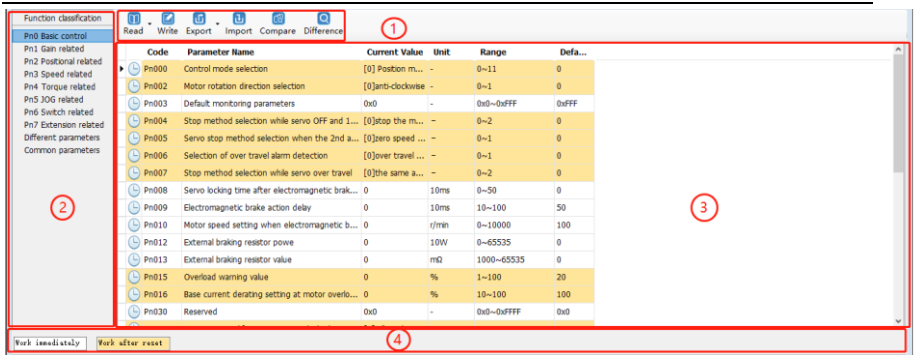 Function classification
Pn0 Basic control
Pn1 Gain related
Pn2 Positional related
Pn3 Speed related
Pn4 Torque related
Pn5 JOG related
Pn6 Switch related
Pn7 Extension related
Different parameters
Common parameters
②
Read Write Export Import Compare Difference
①
Code Parameter Name Current Value Unit Range Defa...
Pn000 Control mode selection [0] Position m... - 0~11 0
Pn002 Motor rotation direction selection [0]anti-clockwise - 0~1 0
Pn003 Default monitoring parameters 0x0 - 0x0~0xFFF 0xFFF
Pn004 Stop method selection while servo OFF and 1... [0]stop the m... - 0~2 0
Pn005 Servo stop method selection when the 2nd a... [0]zero speed ... - 0~1 0
Pn006 Selection of over travel alarm detection [0]over travel ... - 0~1 0
Pn007 Stop method selection while servo over travel [0]the same a... - 0~2 0
Pn008 Servo locking time after electromagnetic brak... 0 10ms 0~50 0
Pn009 Electromagnetic brake action delay 0 10ms 10~100 50
Pn010 Motor speed setting when electromagnetic b... 0 r/min 0~10000 100
Pn012 External braking resistor powe 0 10W 0~65535 0
Pn013 External braking resistor value 0 mΩ 1000~65535 0
Pn015 Overload warning value 0 % 1~100 20
Pn016 Base current derating setting at motor overlo... 0 % 10~100 100
Pn030 Reserved 0x0 - 0x0~0xFFFF 0x0
③
Work immediately Work after reset
④